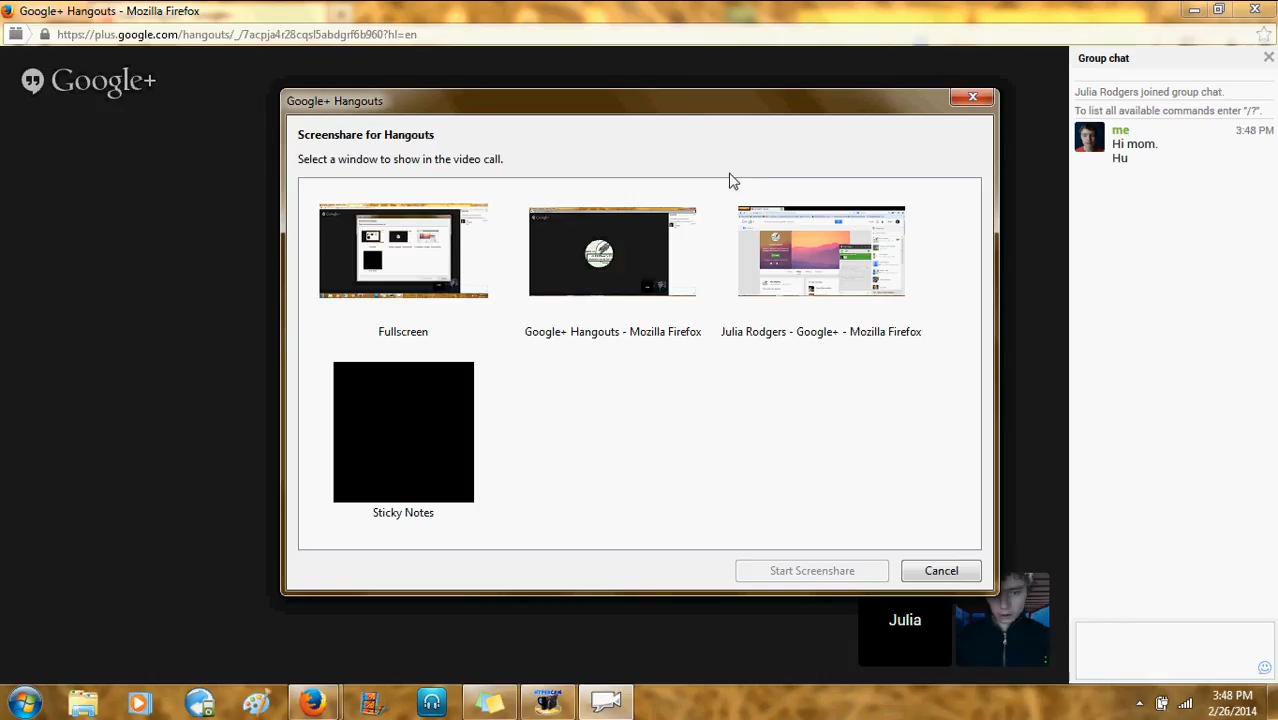 Google+ Hangouts - Mozilla Firefox
https://plus.google.com/hangouts/_/7acpja4r28cqsl5abdgrf6b960?hl=en
Google+
Google+ Hangouts
Screenshare for Hangouts
Select a window to show in the video call.
Fullscreen
Google+ Hangouts - Mozilla Firefox
Julia Rodgers - Google+ - Mozilla Firefox
Sticky Notes
Start Screenshare
Cancel
Julia
Group chat
Julia Rodgers joined group chat.
To list all available commands enter "/?".
me 3:48 PM
Hi mom.
Hu
HYPERCAM
3:48 PM
2/26/2014